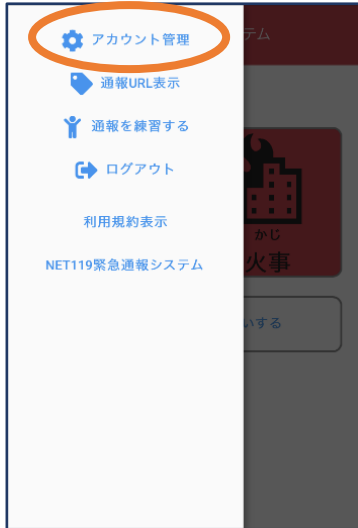 アカウント管理
テム
通報URL表示
通報を練習する
ログアウト
利用規約表示
かじ
火事
NET119緊急通報システム
いする